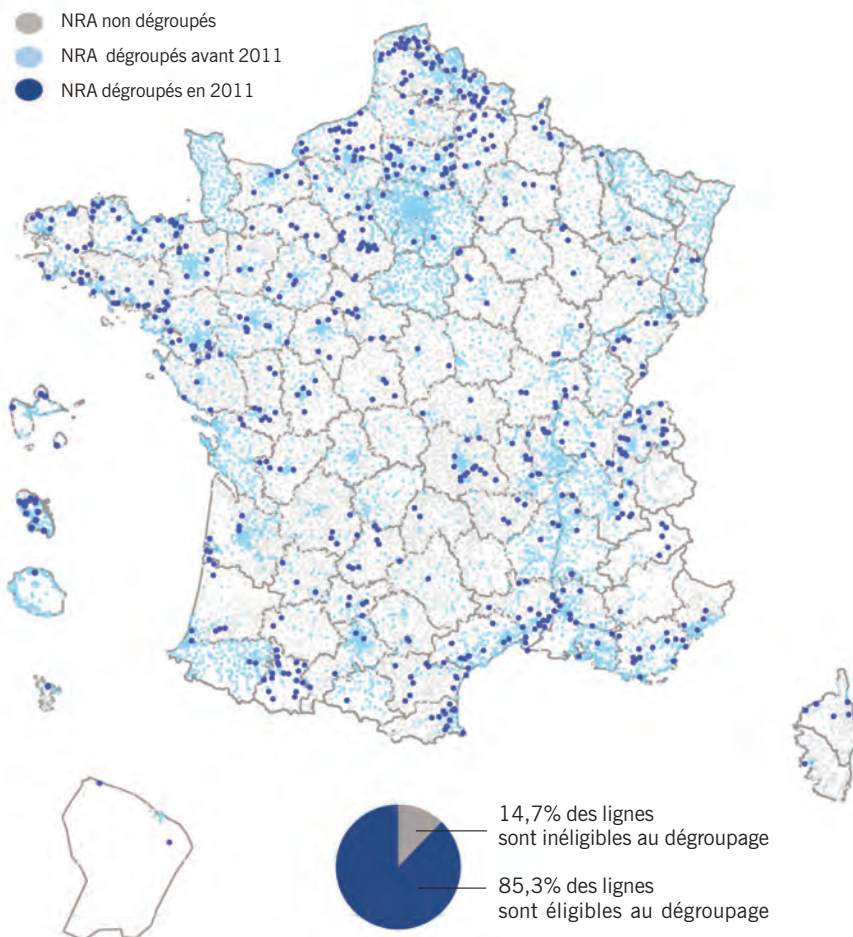 NRA non dégroupés
NRA dégroupés avant 2011
NRA dégroupés en 2011
14,7% des lignes
sont inéligibles au dégroupage
85,3% des lignes
sont éligibles au dégroupage